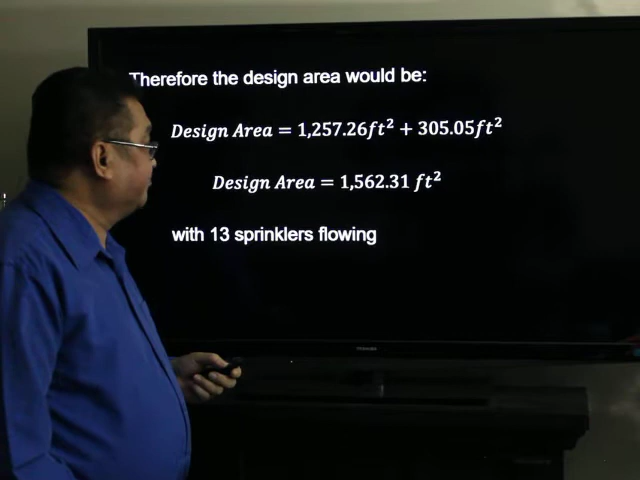 Therefore the design area would be:
Design Area = 1,257.26ft² + 305.05ft²
Design Area = 1,562.31 ft²
with 13 sprinklers flowing
TOSHIBA